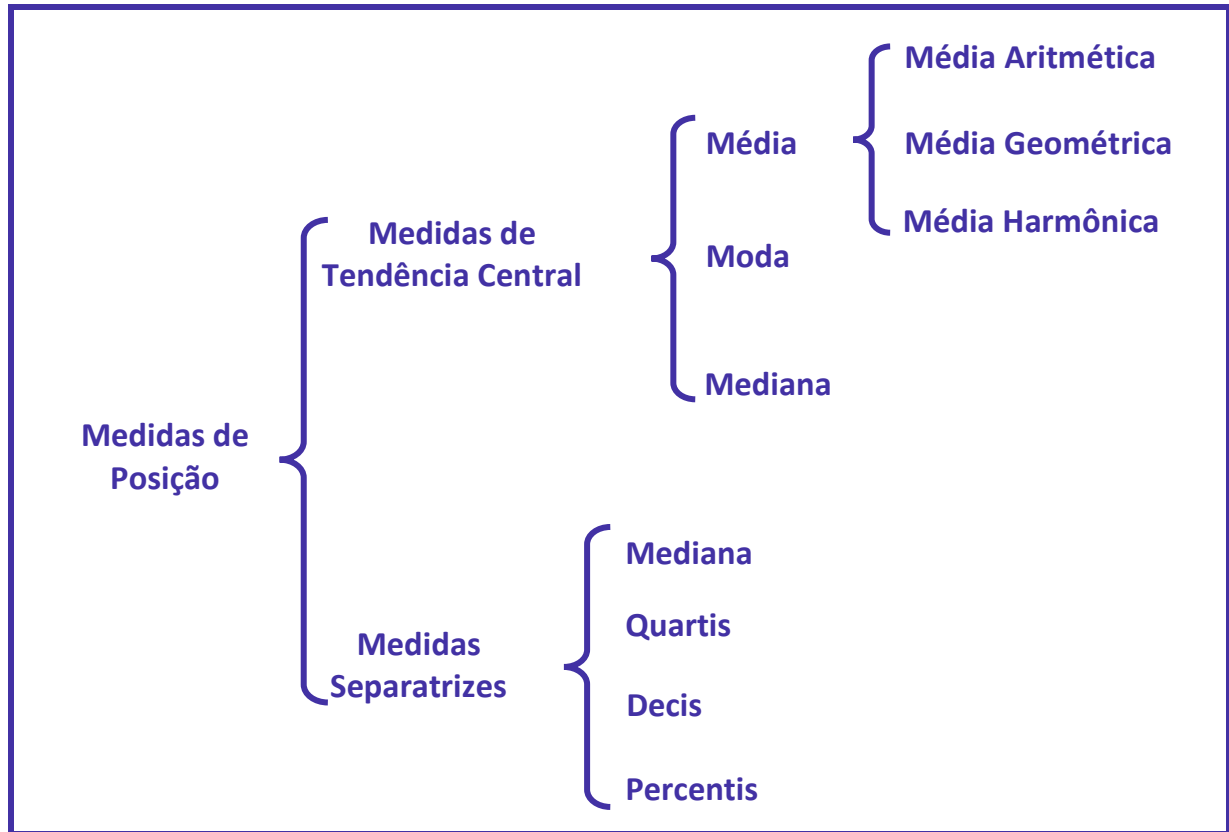 Medidas de
Posição
Medidas de
Tendência Central
Média
Média Aritmética
Média Geométrica
Média Harmônica
Moda
Mediana
Medidas
Separatrizes
Mediana
Quartis
Decis
Percentis